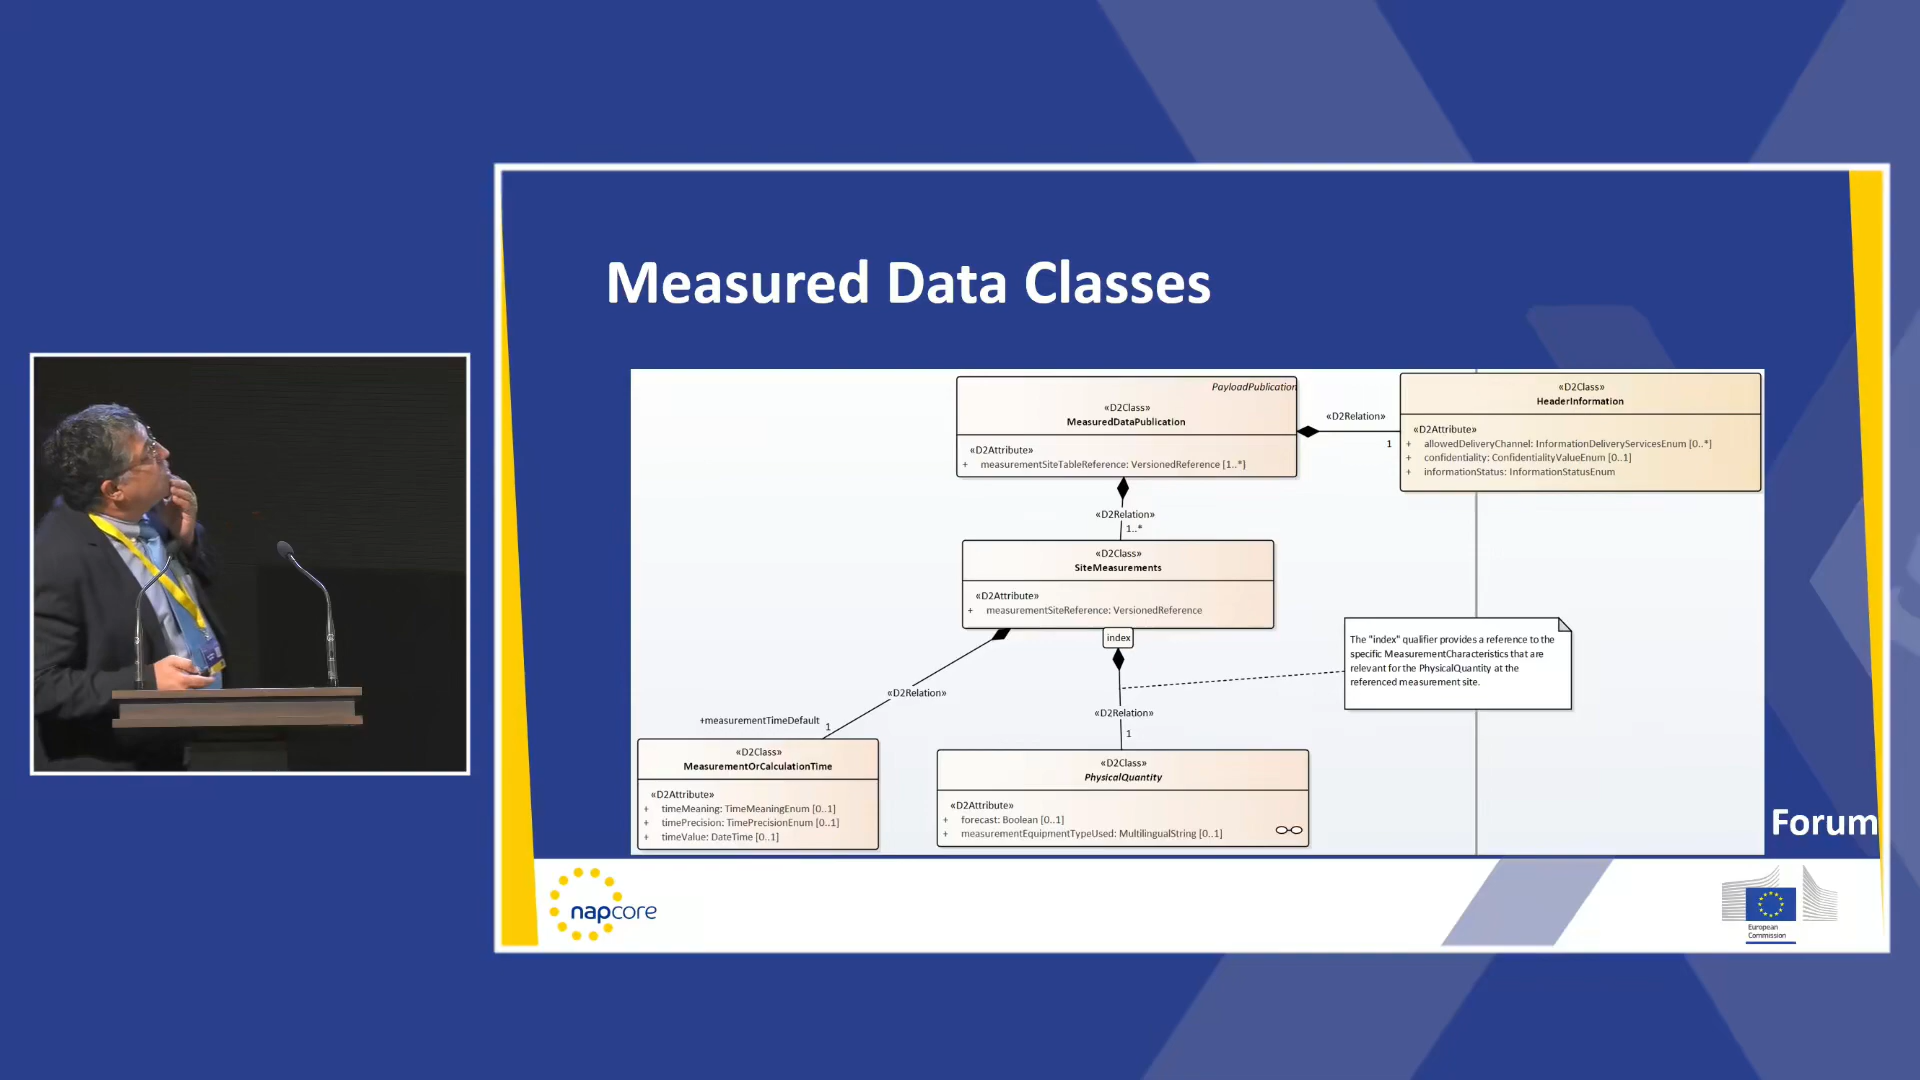 Measured Data Classes
PayloadPublication
«D2Class»
MeasuredDataPublication
«D2Attribute»
+ measurementSiteTableReference: VersionedReference [1..*]
«D2Relation»
1
«D2Class»
HeaderInformation
«D2Attribute»
+ allowedDeliveryChannel: InformationDeliveryServicesEnum [0..*]
+ confidentiality: ConfidentialityValueEnum [0..1]
+ informationStatus: InformationStatusEnum
«D2Relation»
1..*
«D2Class»
SiteMeasurements
«D2Attribute»
+ measurementSiteReference: VersionedReference
index
The "index" qualifier provides a reference to the
specific MeasurementCharacteristics that are
relevant for the PhysicalQuantity at the
referenced measurement site.
«D2Relation»
+measurementTimeDefault
1
«D2Relation»
1
«D2Class»
MeasurementOrCalculationTime
«D2Attribute»
+ timeMeaning: TimeMeaningEnum [0..1]
+ timePrecision: TimePrecisionEnum [0..1]
+ timeValue: DateTime [0..1]
«D2Class»
PhysicalQuantity
«D2Attribute»
+ forecast: Boolean [0..1]
+ measurementEquipmentTypeUsed: MultilingualString [0..1]
Forum
napcore
European
Commission